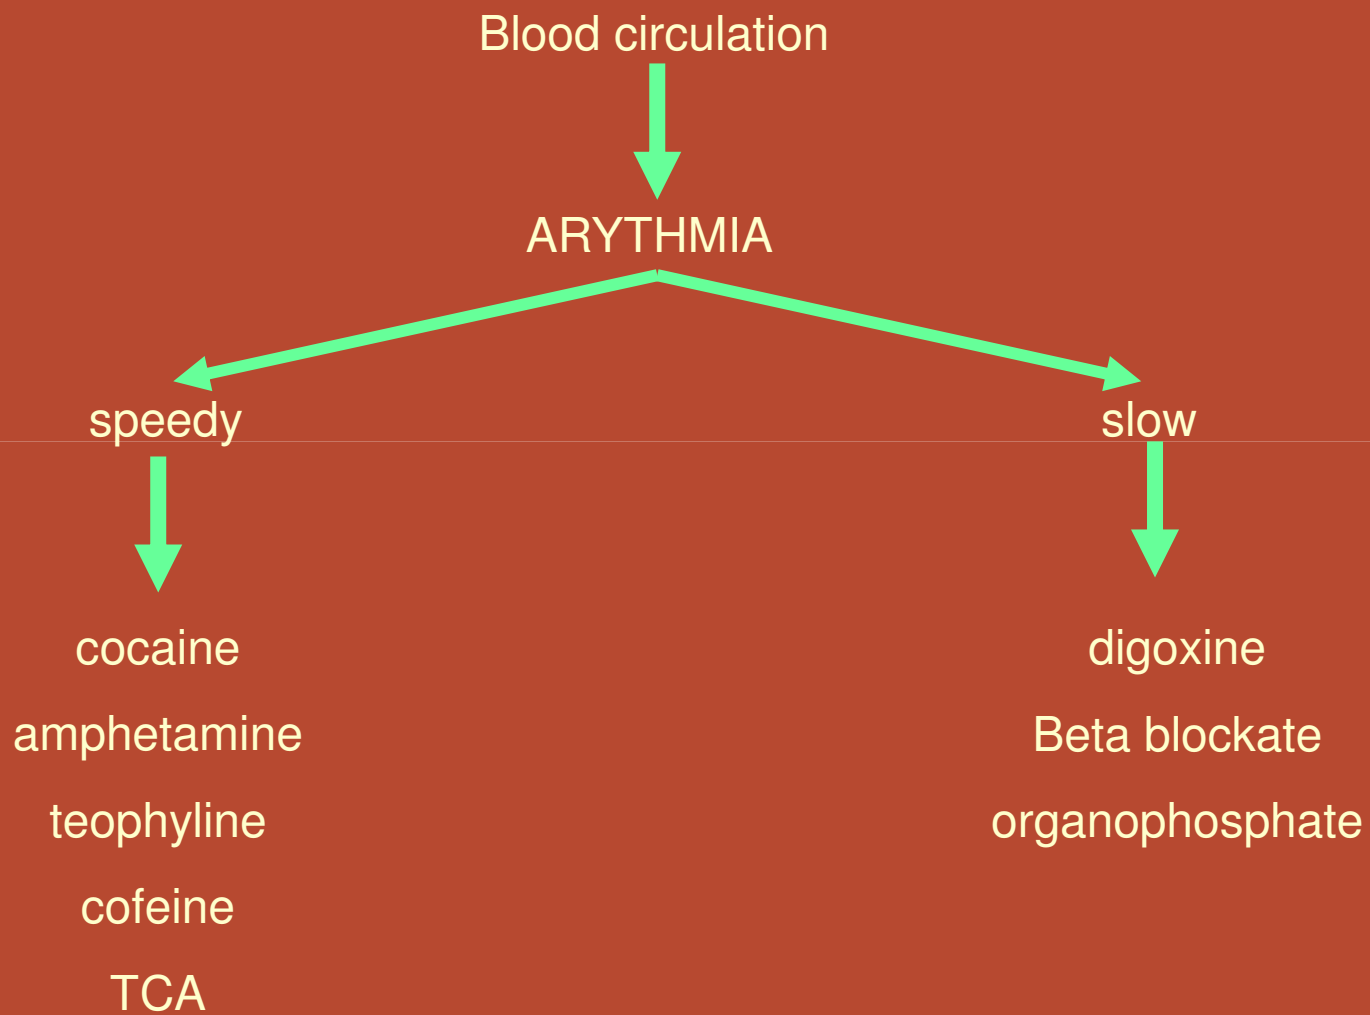 Blood circulation
ARYTHMIA
speedy
slow
cocaine
digoxine
amphetamine
Beta blockate
teophyline
organophosphate
cofeine
TCA